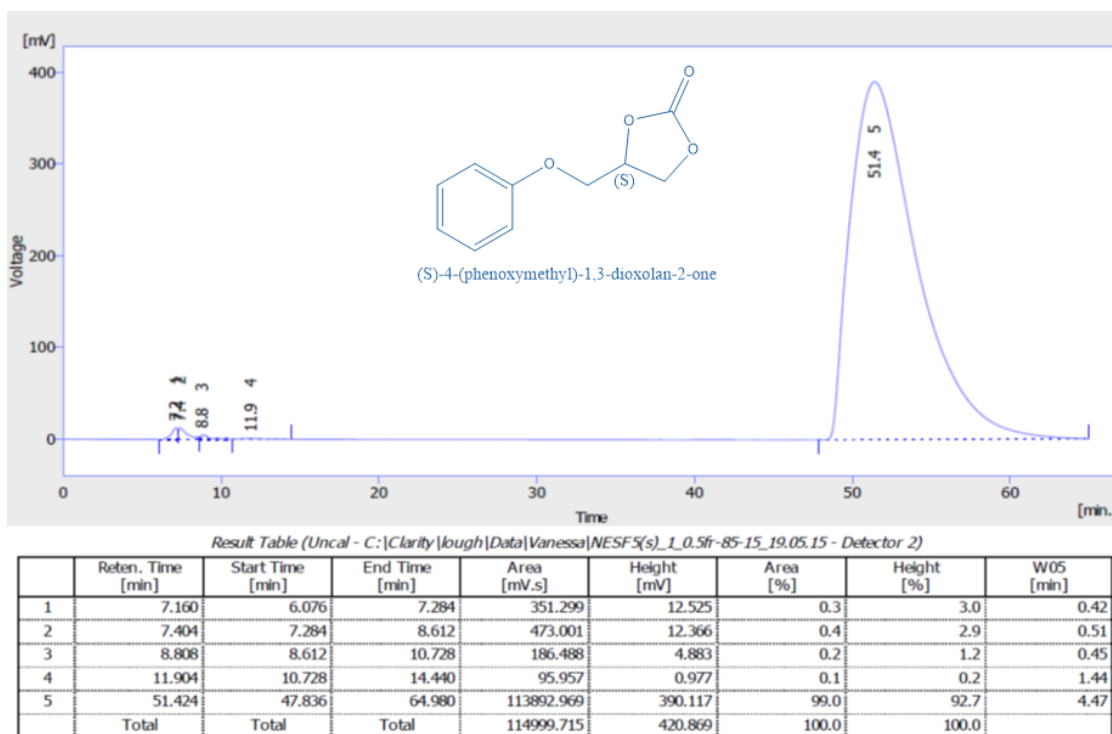 [mV]
400
300
200
100
0
Voltage
O
O
O
O
(S)
(S)-4-(phenoxymethyl)-1,3-dioxolan-2-one
7.2 1
7.4 2
8.8 3
11.9 4
51.4 5
0 10 20 30 40 50 60
Time
[min.
Result Table (Uncal - C:\Clarity\lough\Data\Vanessa\NESF5(s)_1_0.5fr-85-15_19.05.15 - Detector 2)
Reten. Time [min] Start Time [min] End Time [min] Area [mV.s] Height [mV] Area [%] Height [%] W05 [min]
1 7.160 6.076 7.284 351.299 12.525 0.3 3.0 0.42
2 7.404 7.284 8.612 473.001 12.366 0.4 2.9 0.51
3 8.808 8.612 10.728 186.488 4.883 0.2 1.2 0.45
4 11.904 10.728 14.440 95.957 0.977 0.1 0.2 1.44
5 51.424 47.836 64.980 113892.969 390.117 99.0 92.7 4.47
Total Total Total 114999.715 420.869 100.0 100.0